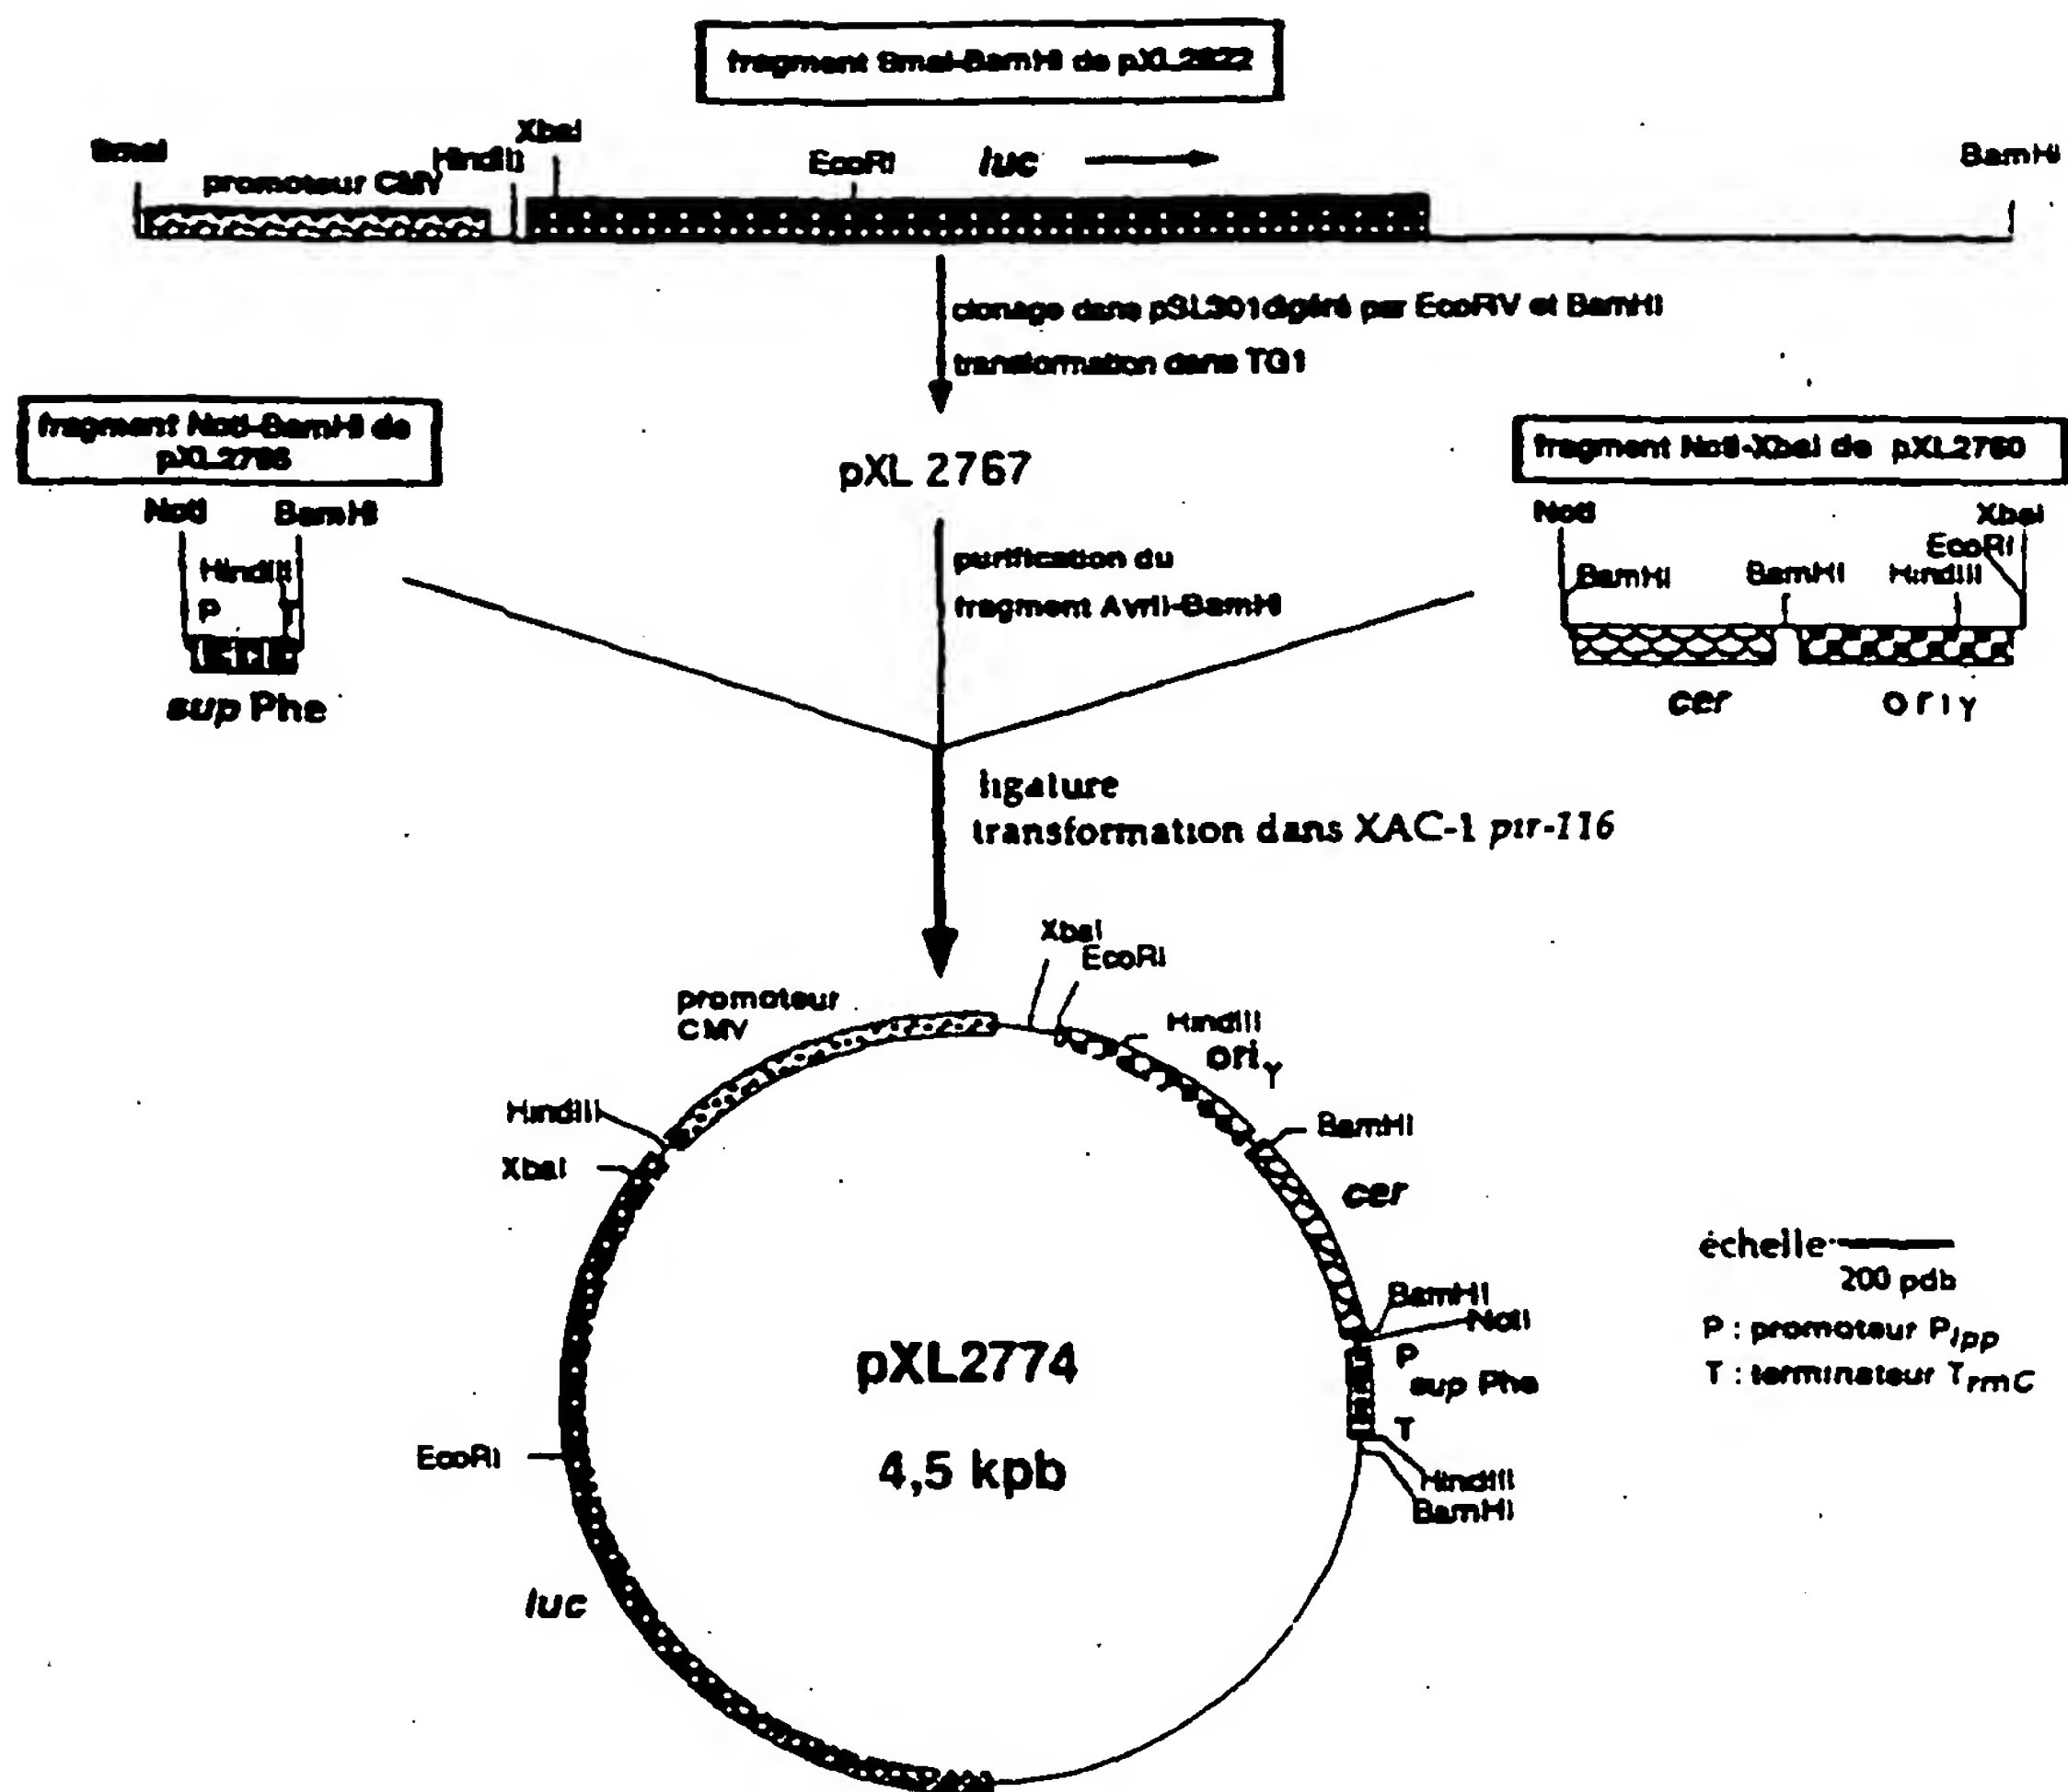 fragment SmaI-BamHI de pXL2622
SmaI
promoteur CMV
HindIII
XbaI
EcoRI
luc
BamHI
clonage dans pSL301digéré par EcoRV et BamHI
transformation dans TG1
fragment NotI-BamHI de
NotI
BamHI
HindIII
P
T
sup Phe
pXL 2767
purification du
fragment AvrII-BamHI
fragment NotI-XbaI de pXL2760
NotI
XbaI
EcoRI
BamHI
BamHI
HindIII
cer
oriγ
ligature
transformation dans XAC-1 pir-116
XbaI
EcoRI
promoteur
CMV
HindIII
oriγ
HindIII
BamHI
XbaI
cer
BamHI
NotI
P
sup Phe
T
HindIII
BamHI
EcoRI
luc
pXL2774
4,5 kpb
échelle
200 pdb
P : promoteur Plpp
T : terminateur TrrnC